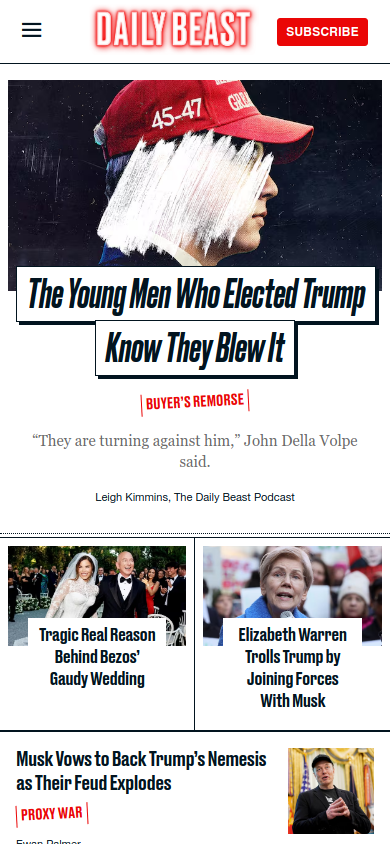 DAILY BEAST
SUBSCRIBE
45-47
GREA
The Young Men Who Elected Trump
Know They Blew It
BUYER'S REMORSE
“They are turning against him,” John Della Volpe
said.
Leigh Kimmins, The Daily Beast Podcast
Tragic Real Reason
Behind Bezos’
Gaudy Wedding
Elizabeth Warren
Trolls Trump by
Joining Forces
With Musk
Musk Vows to Back Trump’s Nemesis
as Their Feud Explodes
PROXY WAR
Ewan Palmer